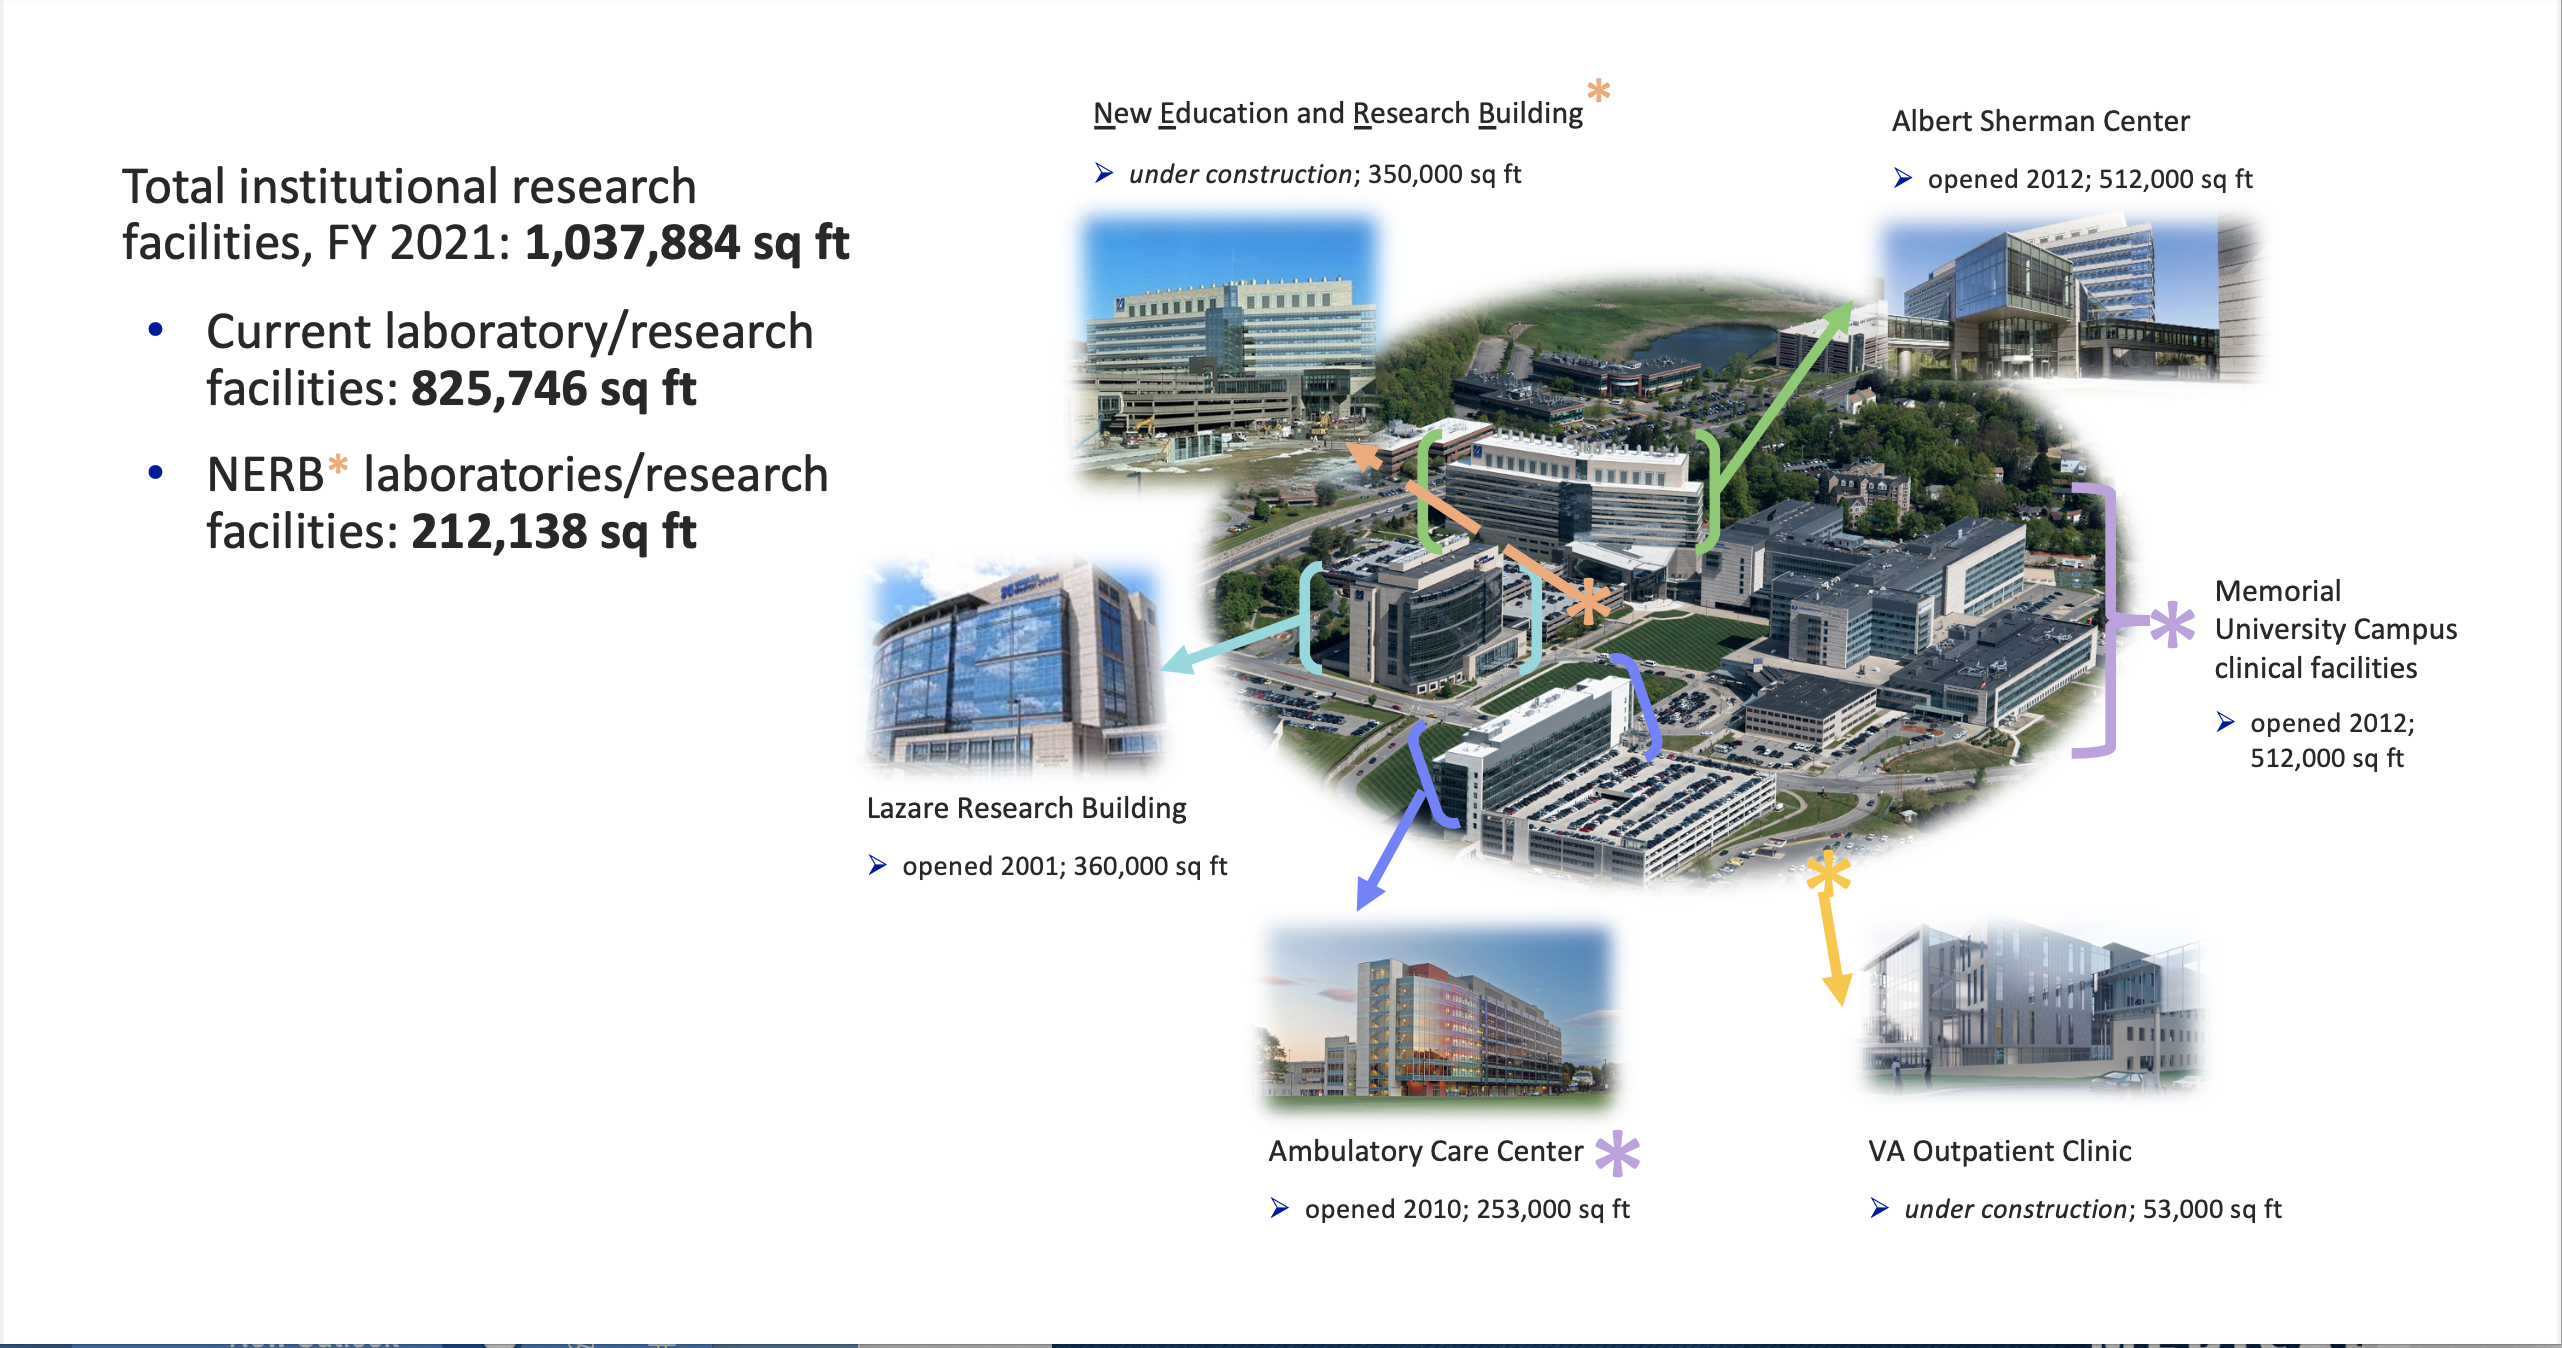 Total institutional research
facilities, FY 2021: 1,037,884 sq ft
• Current laboratory/research
facilities: 825,746 sq ft
• NERB* laboratories/research
facilities: 212,138 sq ft
New Education and Research Building*
➢ under construction; 350,000 sq ft
Albert Sherman Center
➢ opened 2012; 512,000 sq ft
Memorial
University Campus
clinical facilities
➢ opened 2012;
512,000 sq ft
Lazare Research Building
➢ opened 2001; 360,000 sq ft
Ambulatory Care Center *
➢ opened 2010; 253,000 sq ft
VA Outpatient Clinic
➢ under construction; 53,000 sq ft